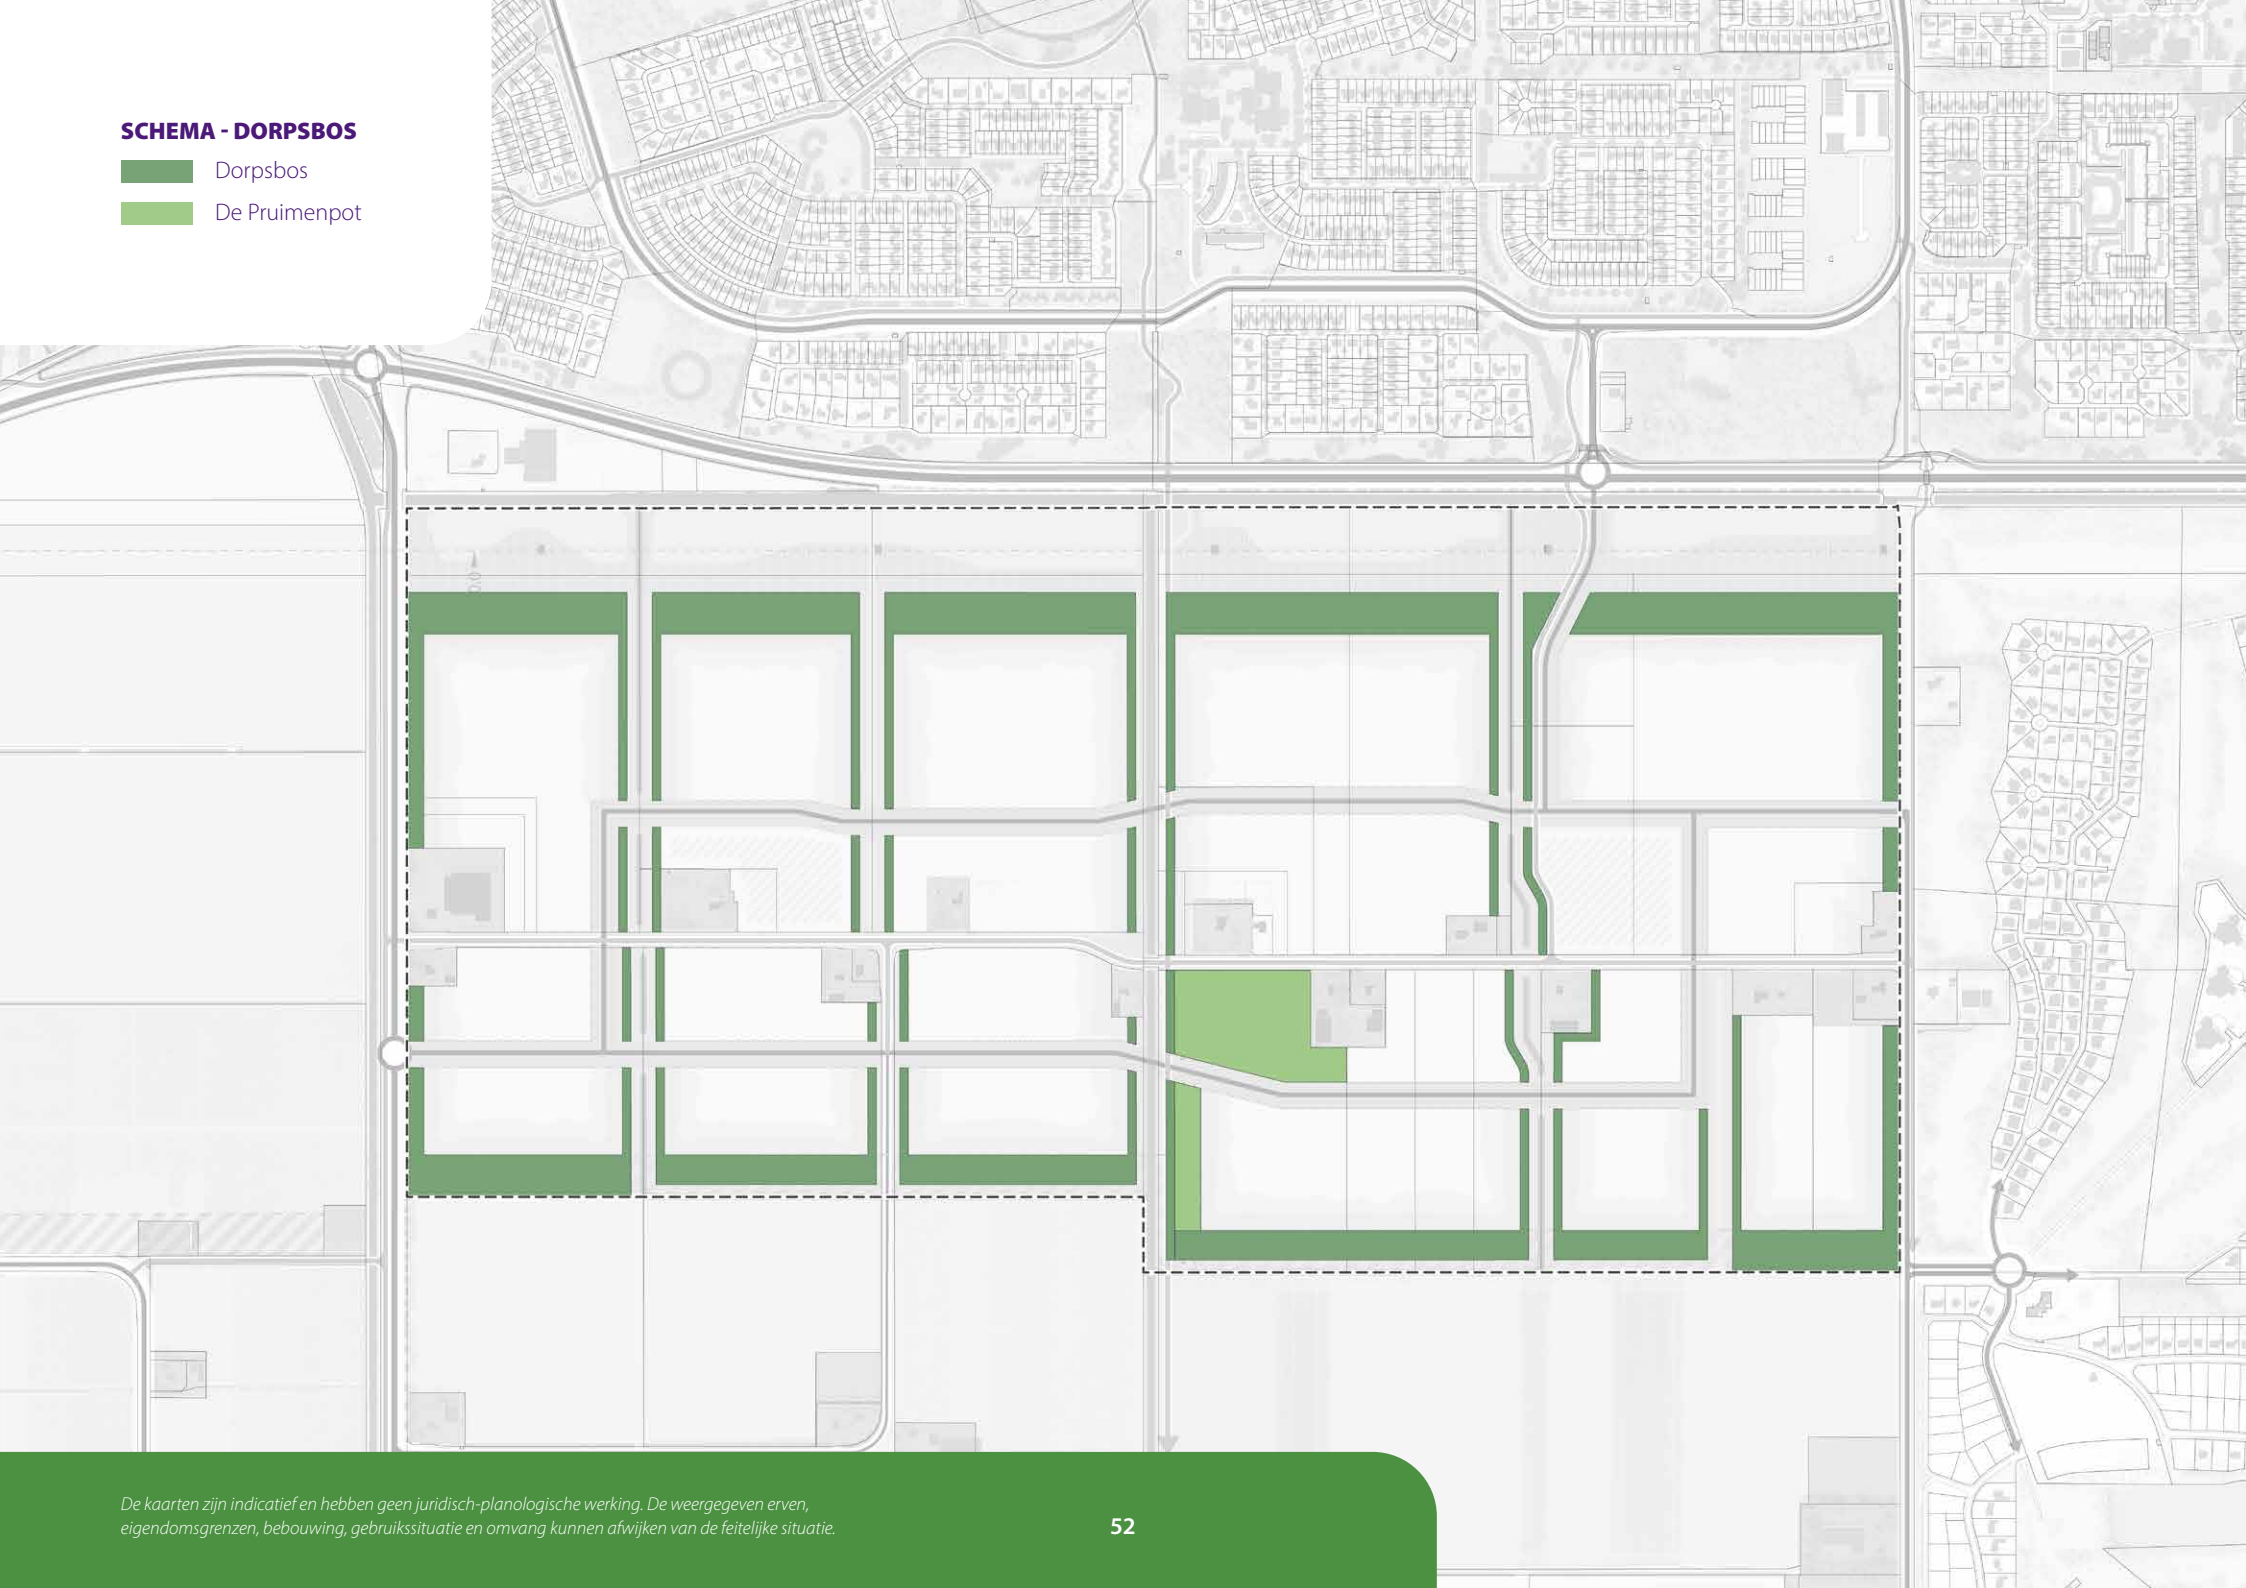 SCHEMA - DORPSBOS
Dorpsbos
De Pruimenpot
De kaarten zijn indicatief en hebben geen juridisch-planologische werking. De weergegeven erven,
eigendomsgrenzen, bebouwing, gebruikssituatie en omvang kunnen afwijken van de feitelijke situatie.
52